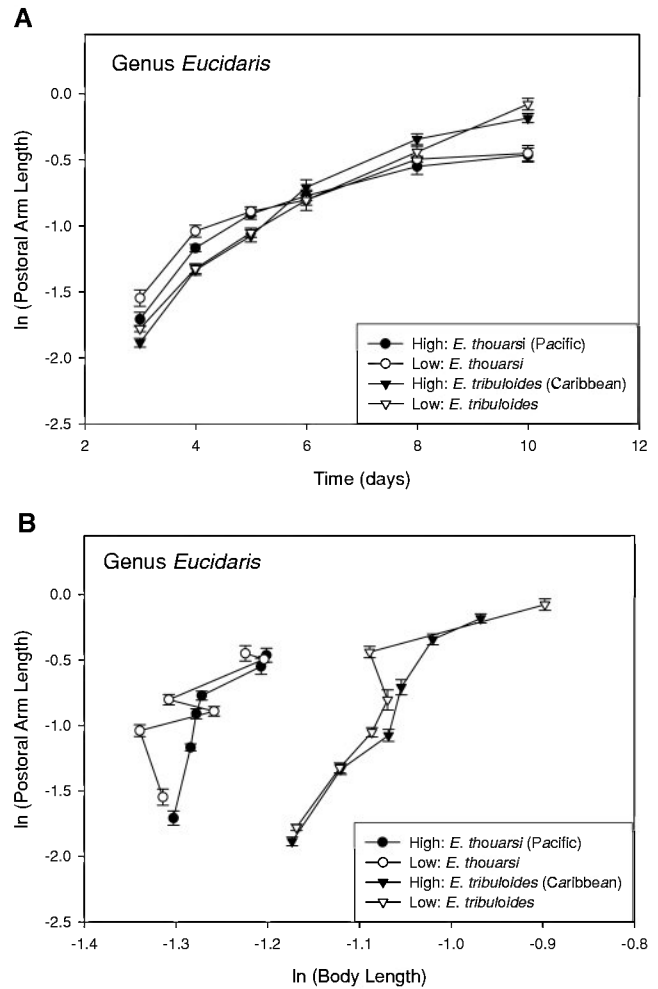 A
Genus Eucidaris
0.0
-0.5
-1.0
-1.5
-2.0
-2.5
ln (Postoral Arm Length)
High: E. thouarsi (Pacific)
Low: E. thouarsi
High: E. tribuloides (Caribbean)
Low: E. tribuloides
2 4 6 8 10 12
Time (days)
B
Genus Eucidaris
0.0
-0.5
-1.0
-1.5
-2.0
-2.5
ln (Postoral Arm Length)
High: E. thouarsi (Pacific)
Low: E. thouarsi
High: E. tribuloides (Caribbean)
Low: E. tribuloides
-1.4 -1.3 -1.2 -1.1 -1.0 -0.9 -0.8
ln (Body Length)